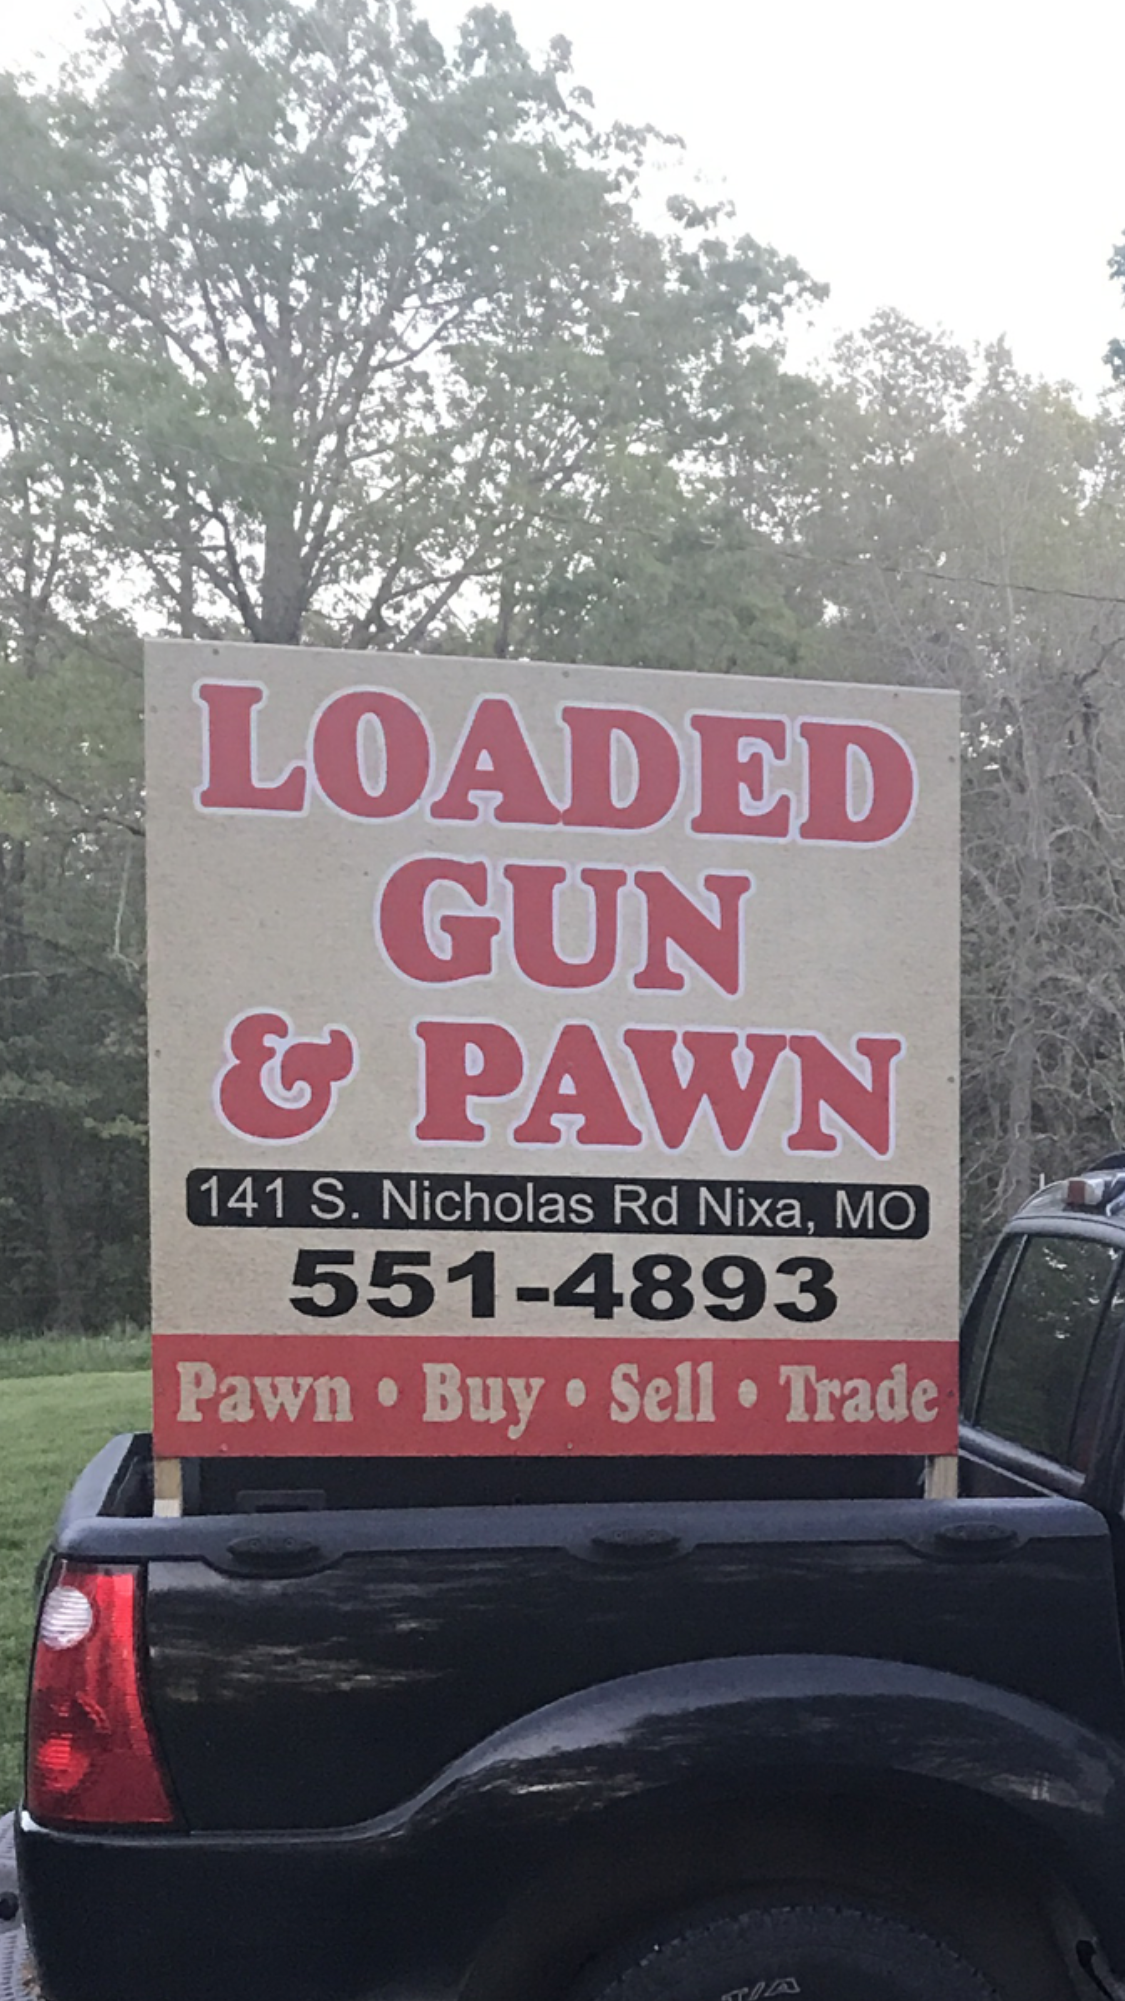 LOADED
GUN
& PAWN
141 S. Nicholas Rd Nixa, MO
551-4893
Pawn • Buy • Sell • Trade